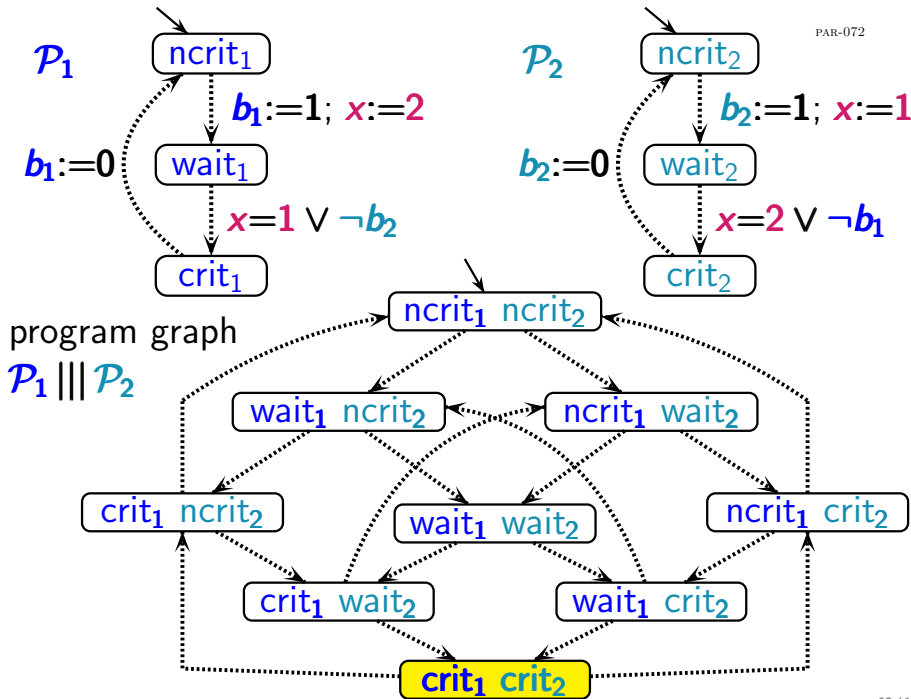 PAR-072
𝒫₁ ncrit₁ 𝒫₂ ncrit₂
b₁:=1; x:=2 b₂:=1; x:=1
b₁:=0 wait₁ b₂:=0 wait₂
x=1 ∨ ¬b₂ x=2 ∨ ¬b₁
crit₁ crit₂
ncrit₁ ncrit₂
program graph
𝒫₁ ||| 𝒫₂
wait₁ ncrit₂ ncrit₁ wait₂
crit₁ ncrit₂ wait₁ wait₂ ncrit₁ crit₂
crit₁ wait₂ wait₁ crit₂
crit₁ crit₂